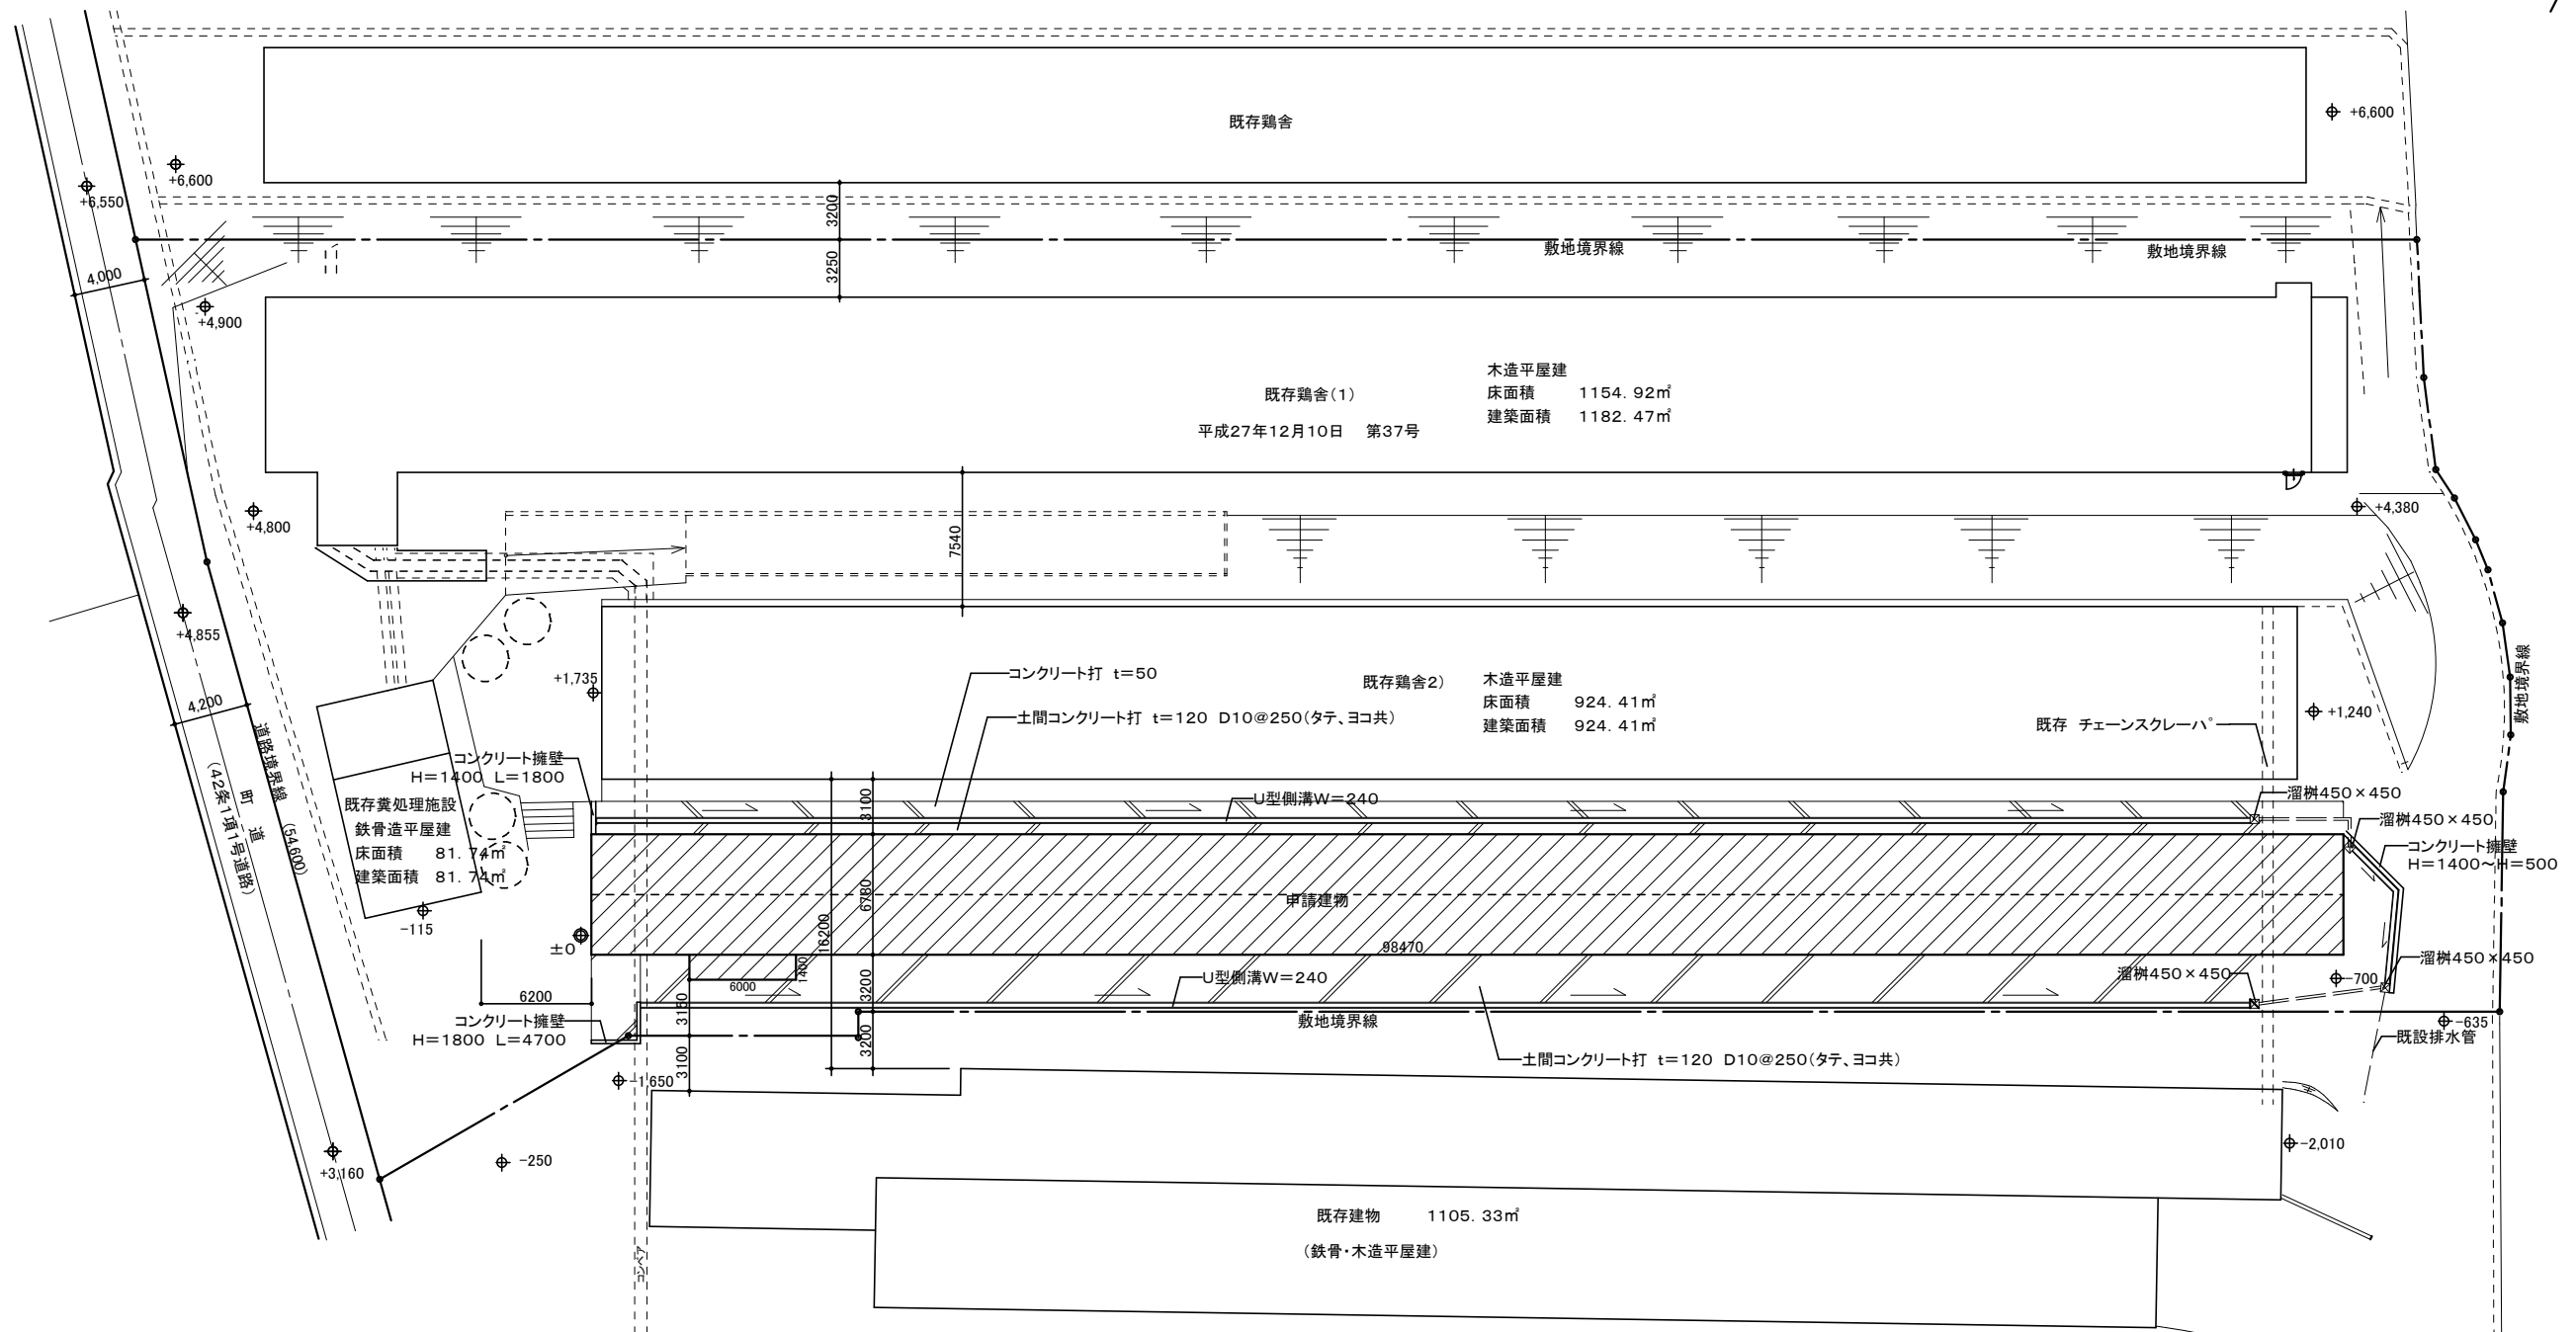 既存鶏舎
+6,600
+6,600
+6,550
3200
敷地境界線
敷地境界線
3250
4,000
+4,900
既存鶏舎(1)
平成27年12月10日 第37号
木造平屋建
床面積 1154.92㎡
建築面積 1182.47㎡
+4,800
+4,380
7540
+4,855
+1,735
コンクリート打 t=50
既存鶏舎2)
木造平屋建
床面積 924.41㎡
建築面積 924.41㎡
土間コンクリート打 t=120 D10@250(タテ、ヨコ共)
既存 チェーンスクレーパ
+1,240
敷地境界線
4,200
道路境界線 (54,600)
町道
(42条1項1号道路)
コンクリート擁壁
H=1400 L=1800
既存糞処理施設
鉄骨造平屋建
床面積 81.74㎡
建築面積 81.74㎡
3100
U型側溝W=240
溜桝450×450
溜桝450×450
コンクリート擁壁
H=1400~H=500
6780
申請建物
16200
98470
-115
±0
1400
6000
6200
3150
3200
U型側溝W=240
溜桝450×450
-700
溜桝450×450
コンクリート擁壁
H=1800 L=4700
敷地境界線
-635
既設排水管
3100
3200
土間コンクリート打 t=120 D10@250(タテ、ヨコ共)
-1,650
-250
+3,160
-2,010
既存建物 1105.33㎡
(鉄骨・木造平屋建)
コンベア